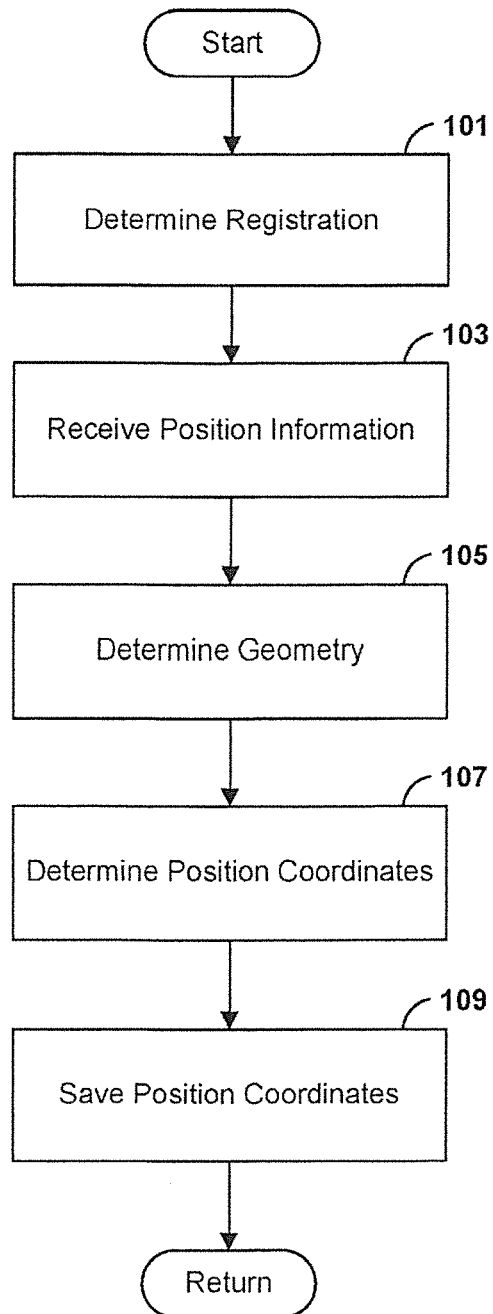 Start
101
Determine Registration
103
Receive Position Information
105
Determine Geometry
107
Determine Position Coordinates
109
Save Position Coordinates
Return